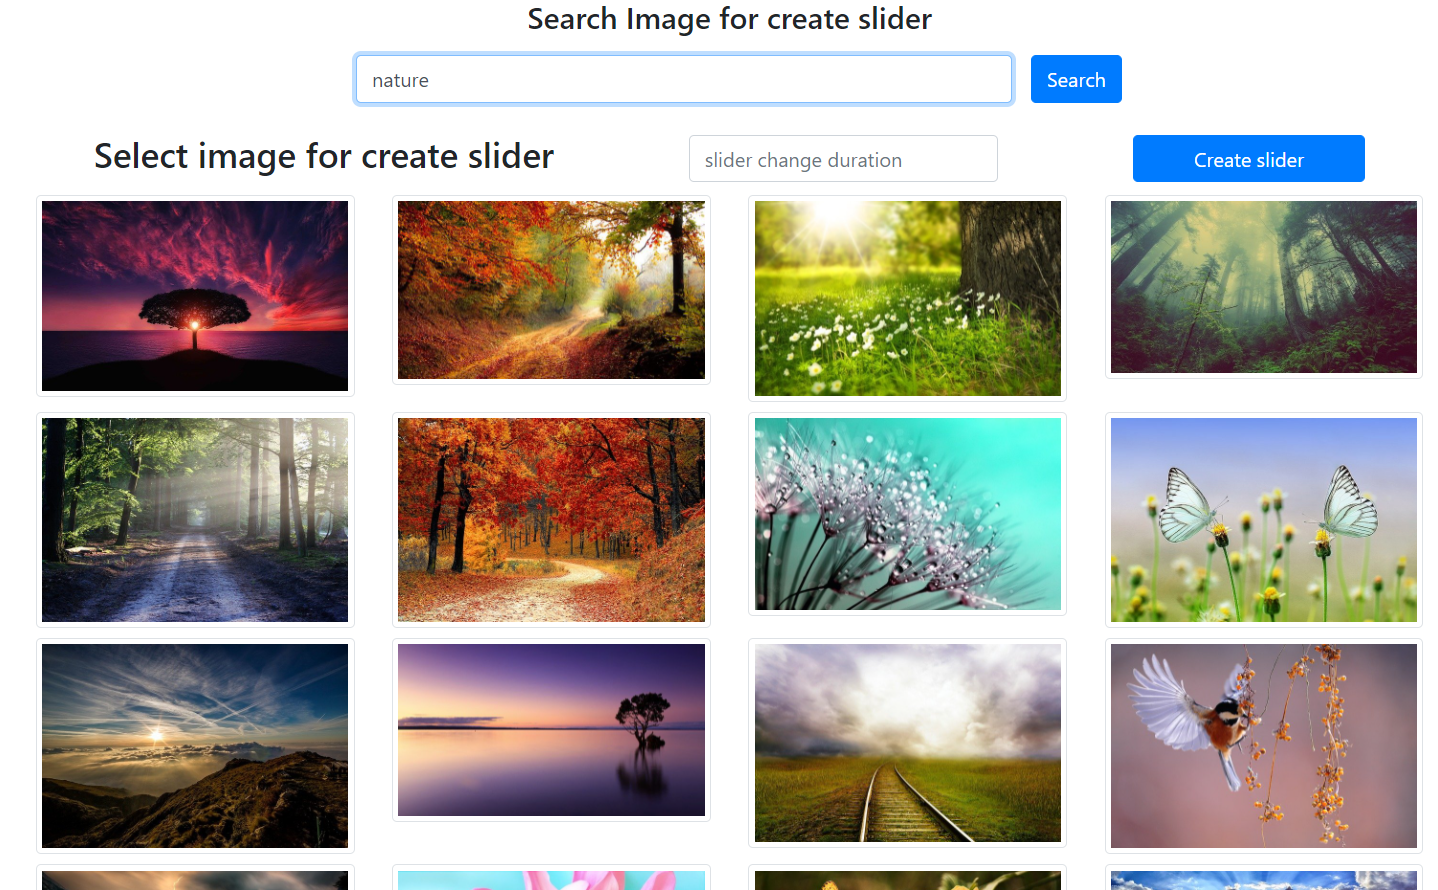 Search Image for create slider
nature
Search
Select image for create slider
slider change duration
Create slider